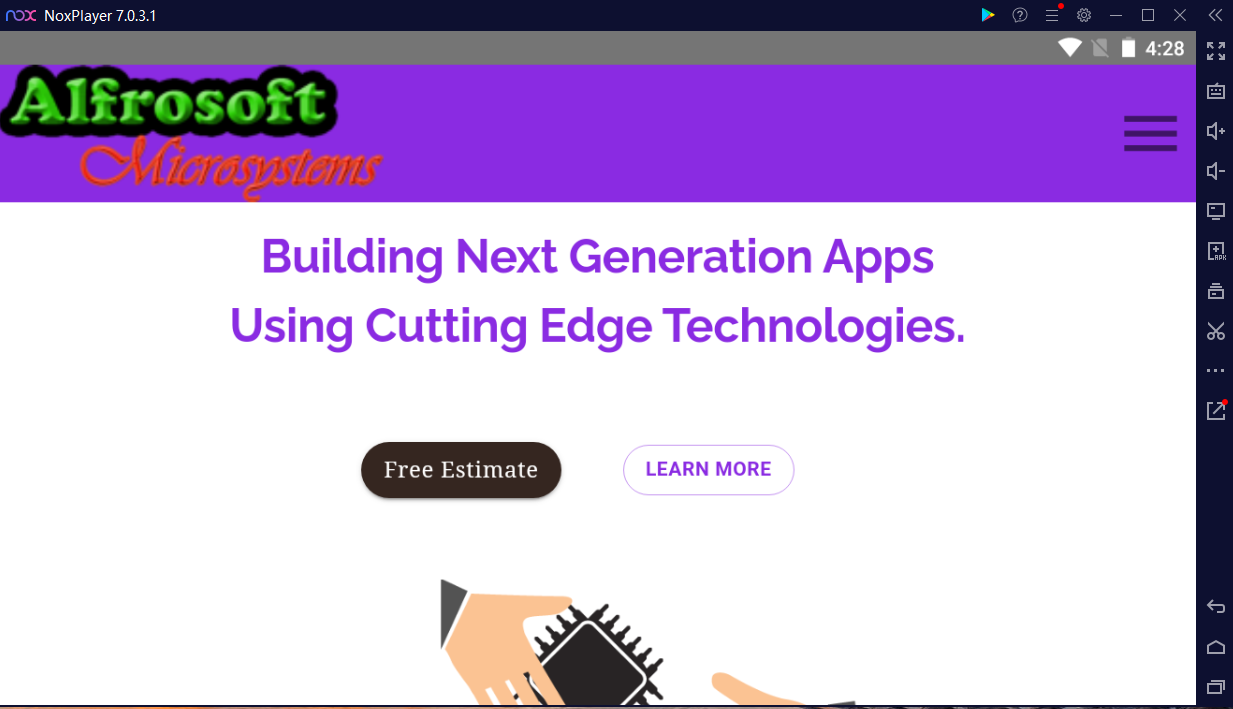 nox NoxPlayer 7.0.3.1
4:28
Alfrosoft
Microsystems
Building Next Generation Apps
Using Cutting Edge Technologies.
Free Estimate
LEARN MORE
APK